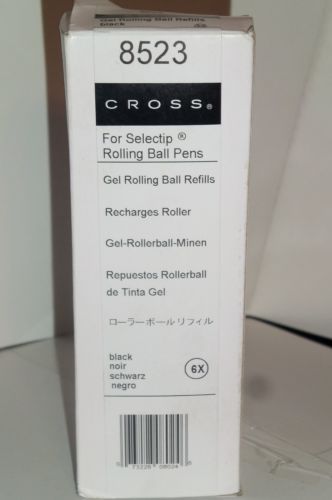 Gel Rolling Ball Refills
black
8523
CROSS®
For Selectip®
Rolling Ball Pens
Gel Rolling Ball Refills
Recharges Roller
Gel-Rollerball-Minen
Repuestos Rollerball
de Tinta Gel
ローラーボールリフィル
black
noir
schwarz
negro
6X
73228 08024